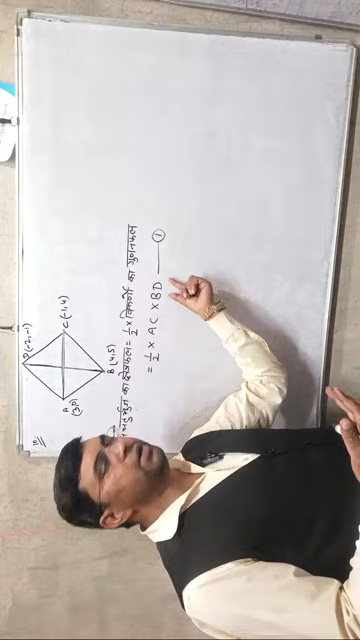 10//
D(-2,-1)
A
(3,0)
C(-1,4)
B(4,5)
चतुर्भुज का क्षेत्रफल = 1/2 × विकर्णों का गुणनफल
= 1/2 × AC × BD —— ①